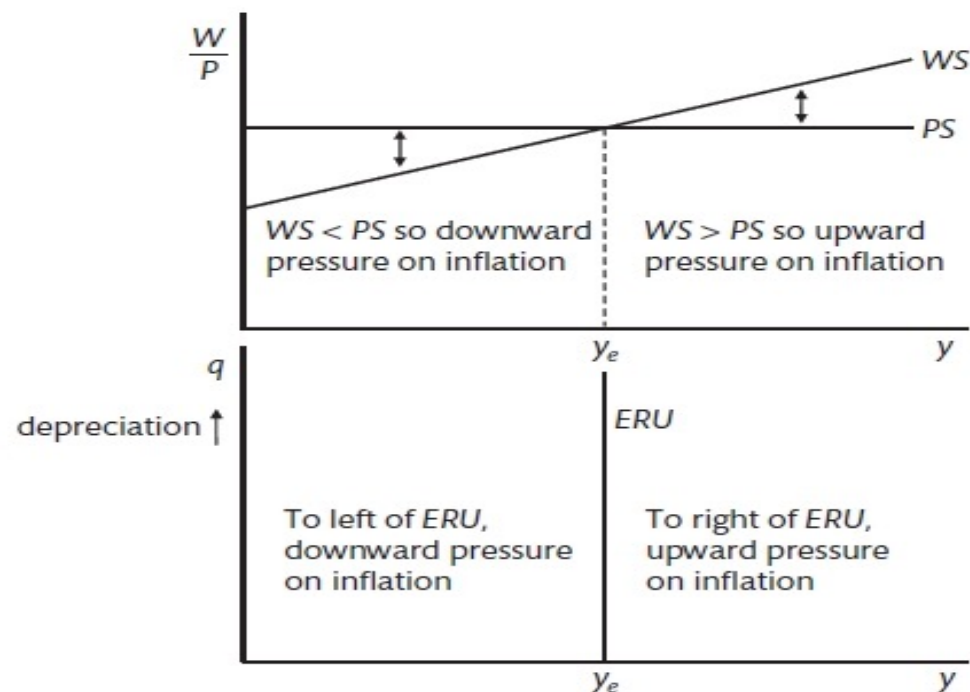 W
P
WS
PS
WS < PS so downward
pressure on inflation
WS > PS so upward
pressure on inflation
yₑ
y
q
depreciation
ERU
To left of ERU,
downward pressure
on inflation
To right of ERU,
upward pressure
on inflation
yₑ
y